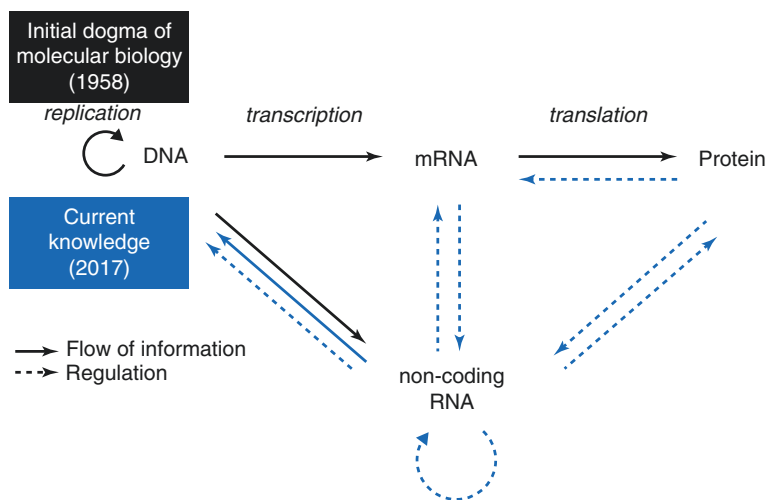 Initial dogma of
molecular biology
(1958)
replication
transcription
translation
DNA
mRNA
Protein
Current
knowledge
(2017)
Flow of information
Regulation
non-coding
RNA